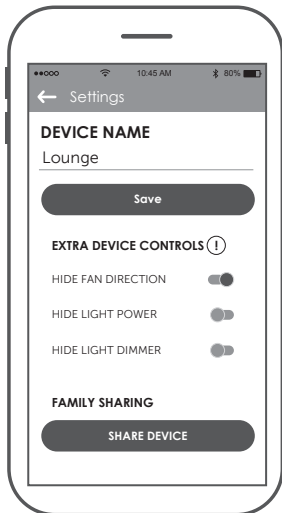 10:45 AM 80%
← Settings
DEVICE NAME
Lounge
Save
EXTRA DEVICE CONTROLS !
HIDE FAN DIRECTION
HIDE LIGHT POWER
HIDE LIGHT DIMMER
FAMILY SHARING
SHARE DEVICE